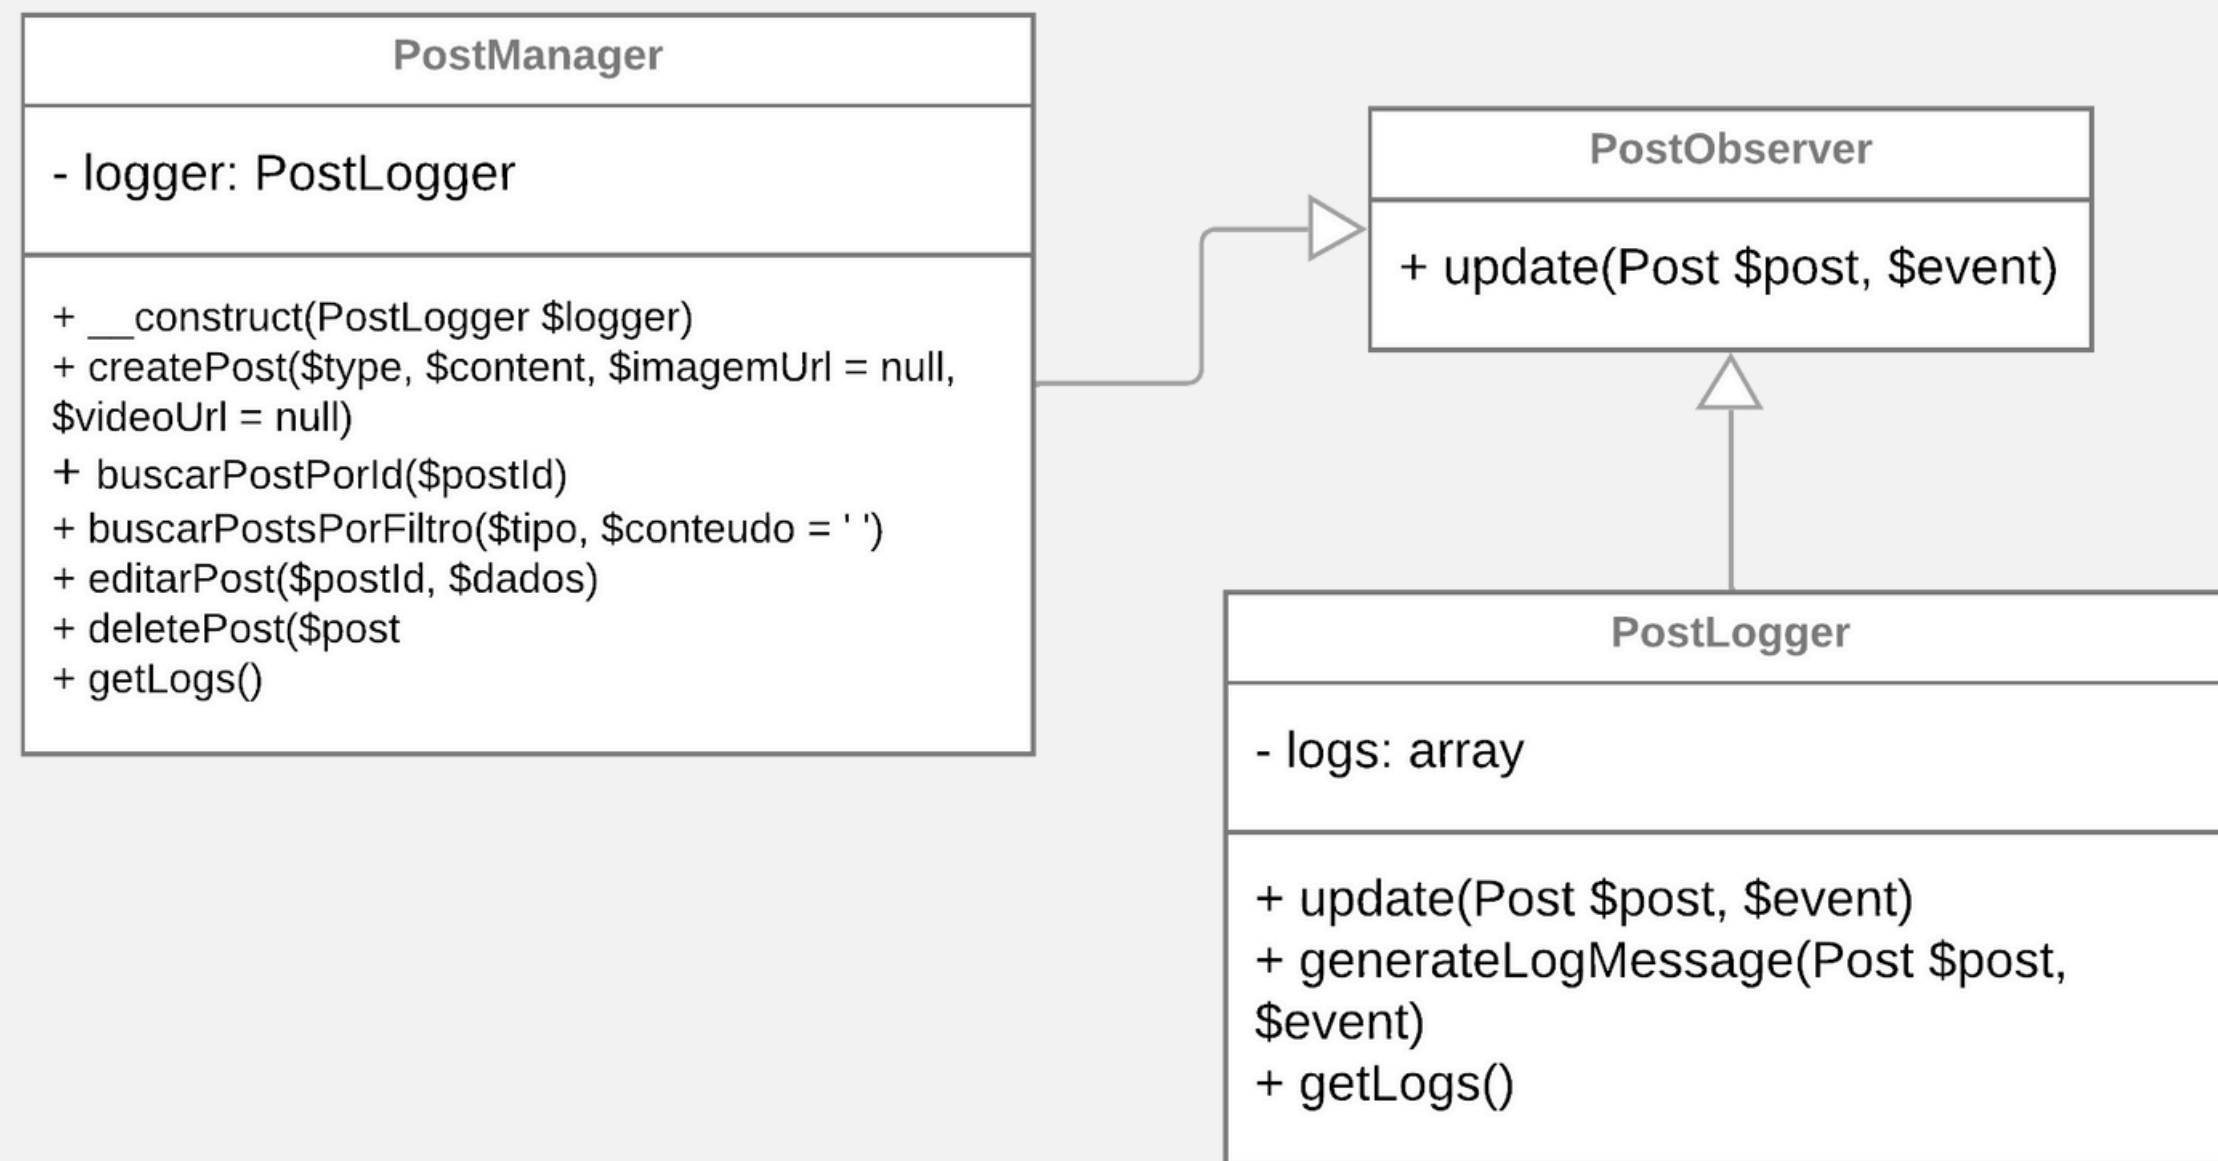 PostManager
- logger: PostLogger
+ __construct(PostLogger $logger)
+ createPost($type, $content, $imagemUrl = null,
$videoUrl = null)
+ buscarPostPorId($postId)
+ buscarPostsPorFiltro($tipo, $conteudo = ' ')
+ editarPost($postId, $dados)
+ deletePost($post
+ getLogs()
PostObserver
+ update(Post $post, $event)
PostLogger
- logs: array
+ update(Post $post, $event)
+ generateLogMessage(Post $post,
$event)
+ getLogs()